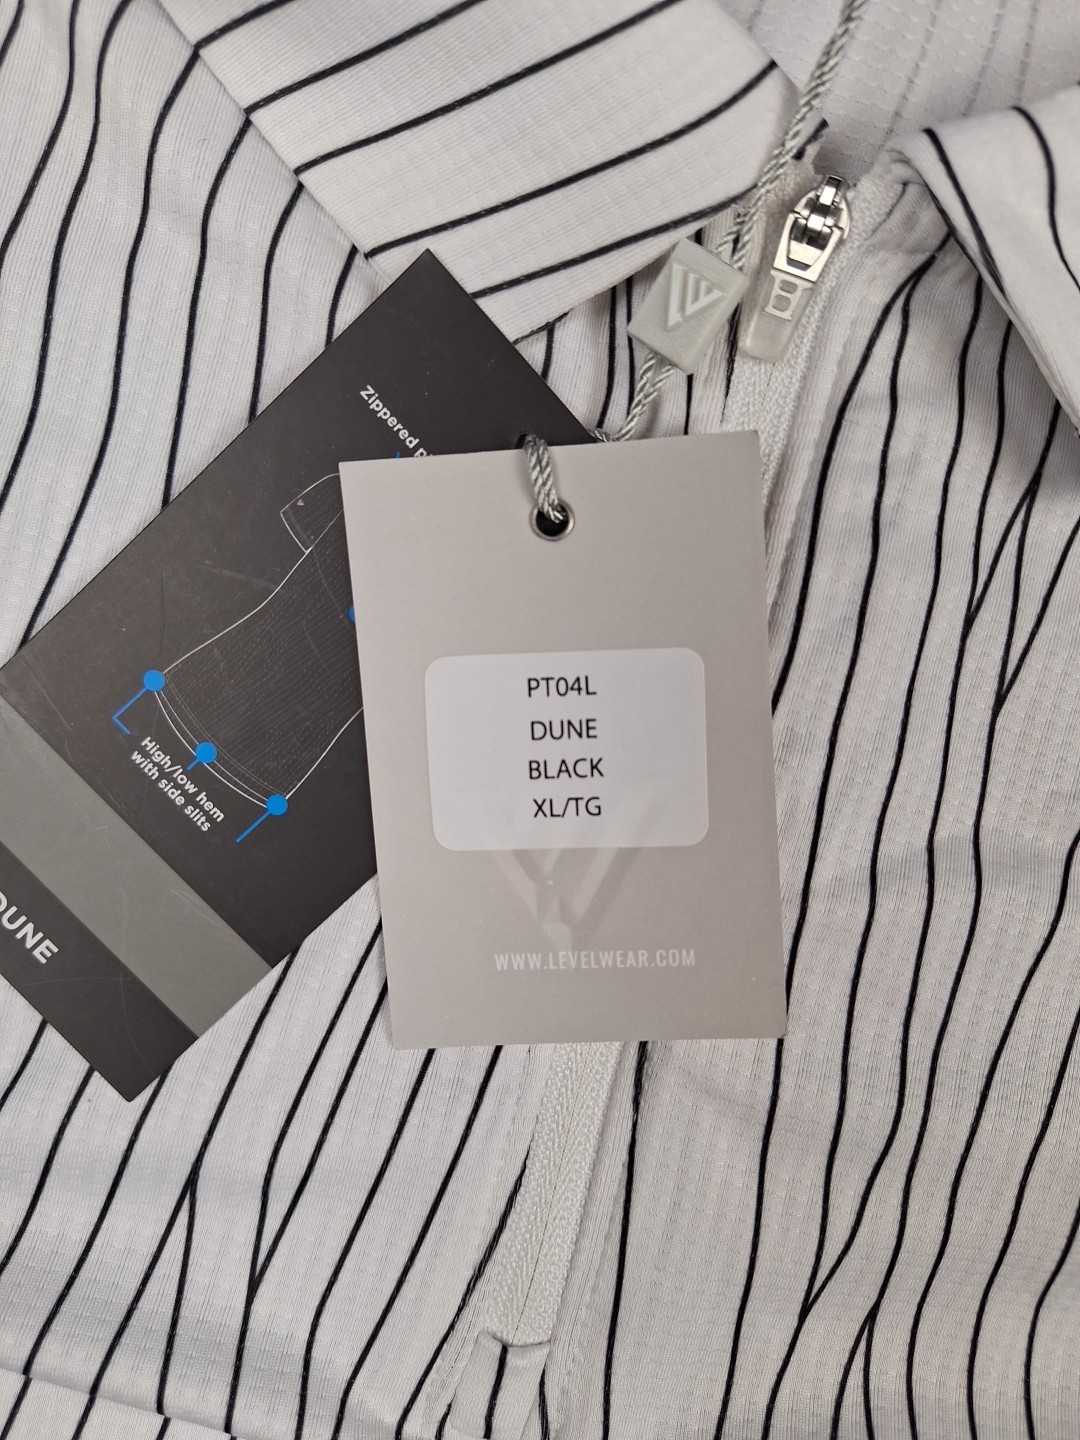 Zippered
High/low hem
with side slits
DUNE
PT04L
DUNE
BLACK
XL/TG
WWW.LEVELWEAR.COM